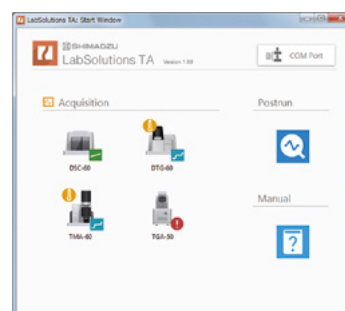 LabSolutions TA: Start Window
SHIMADZU
LabSolutions TA Version 1.00
COM Port
Acquisition
Postrun
DSC-60
DTG-60
Manual
TMA-60
TGA-50
?